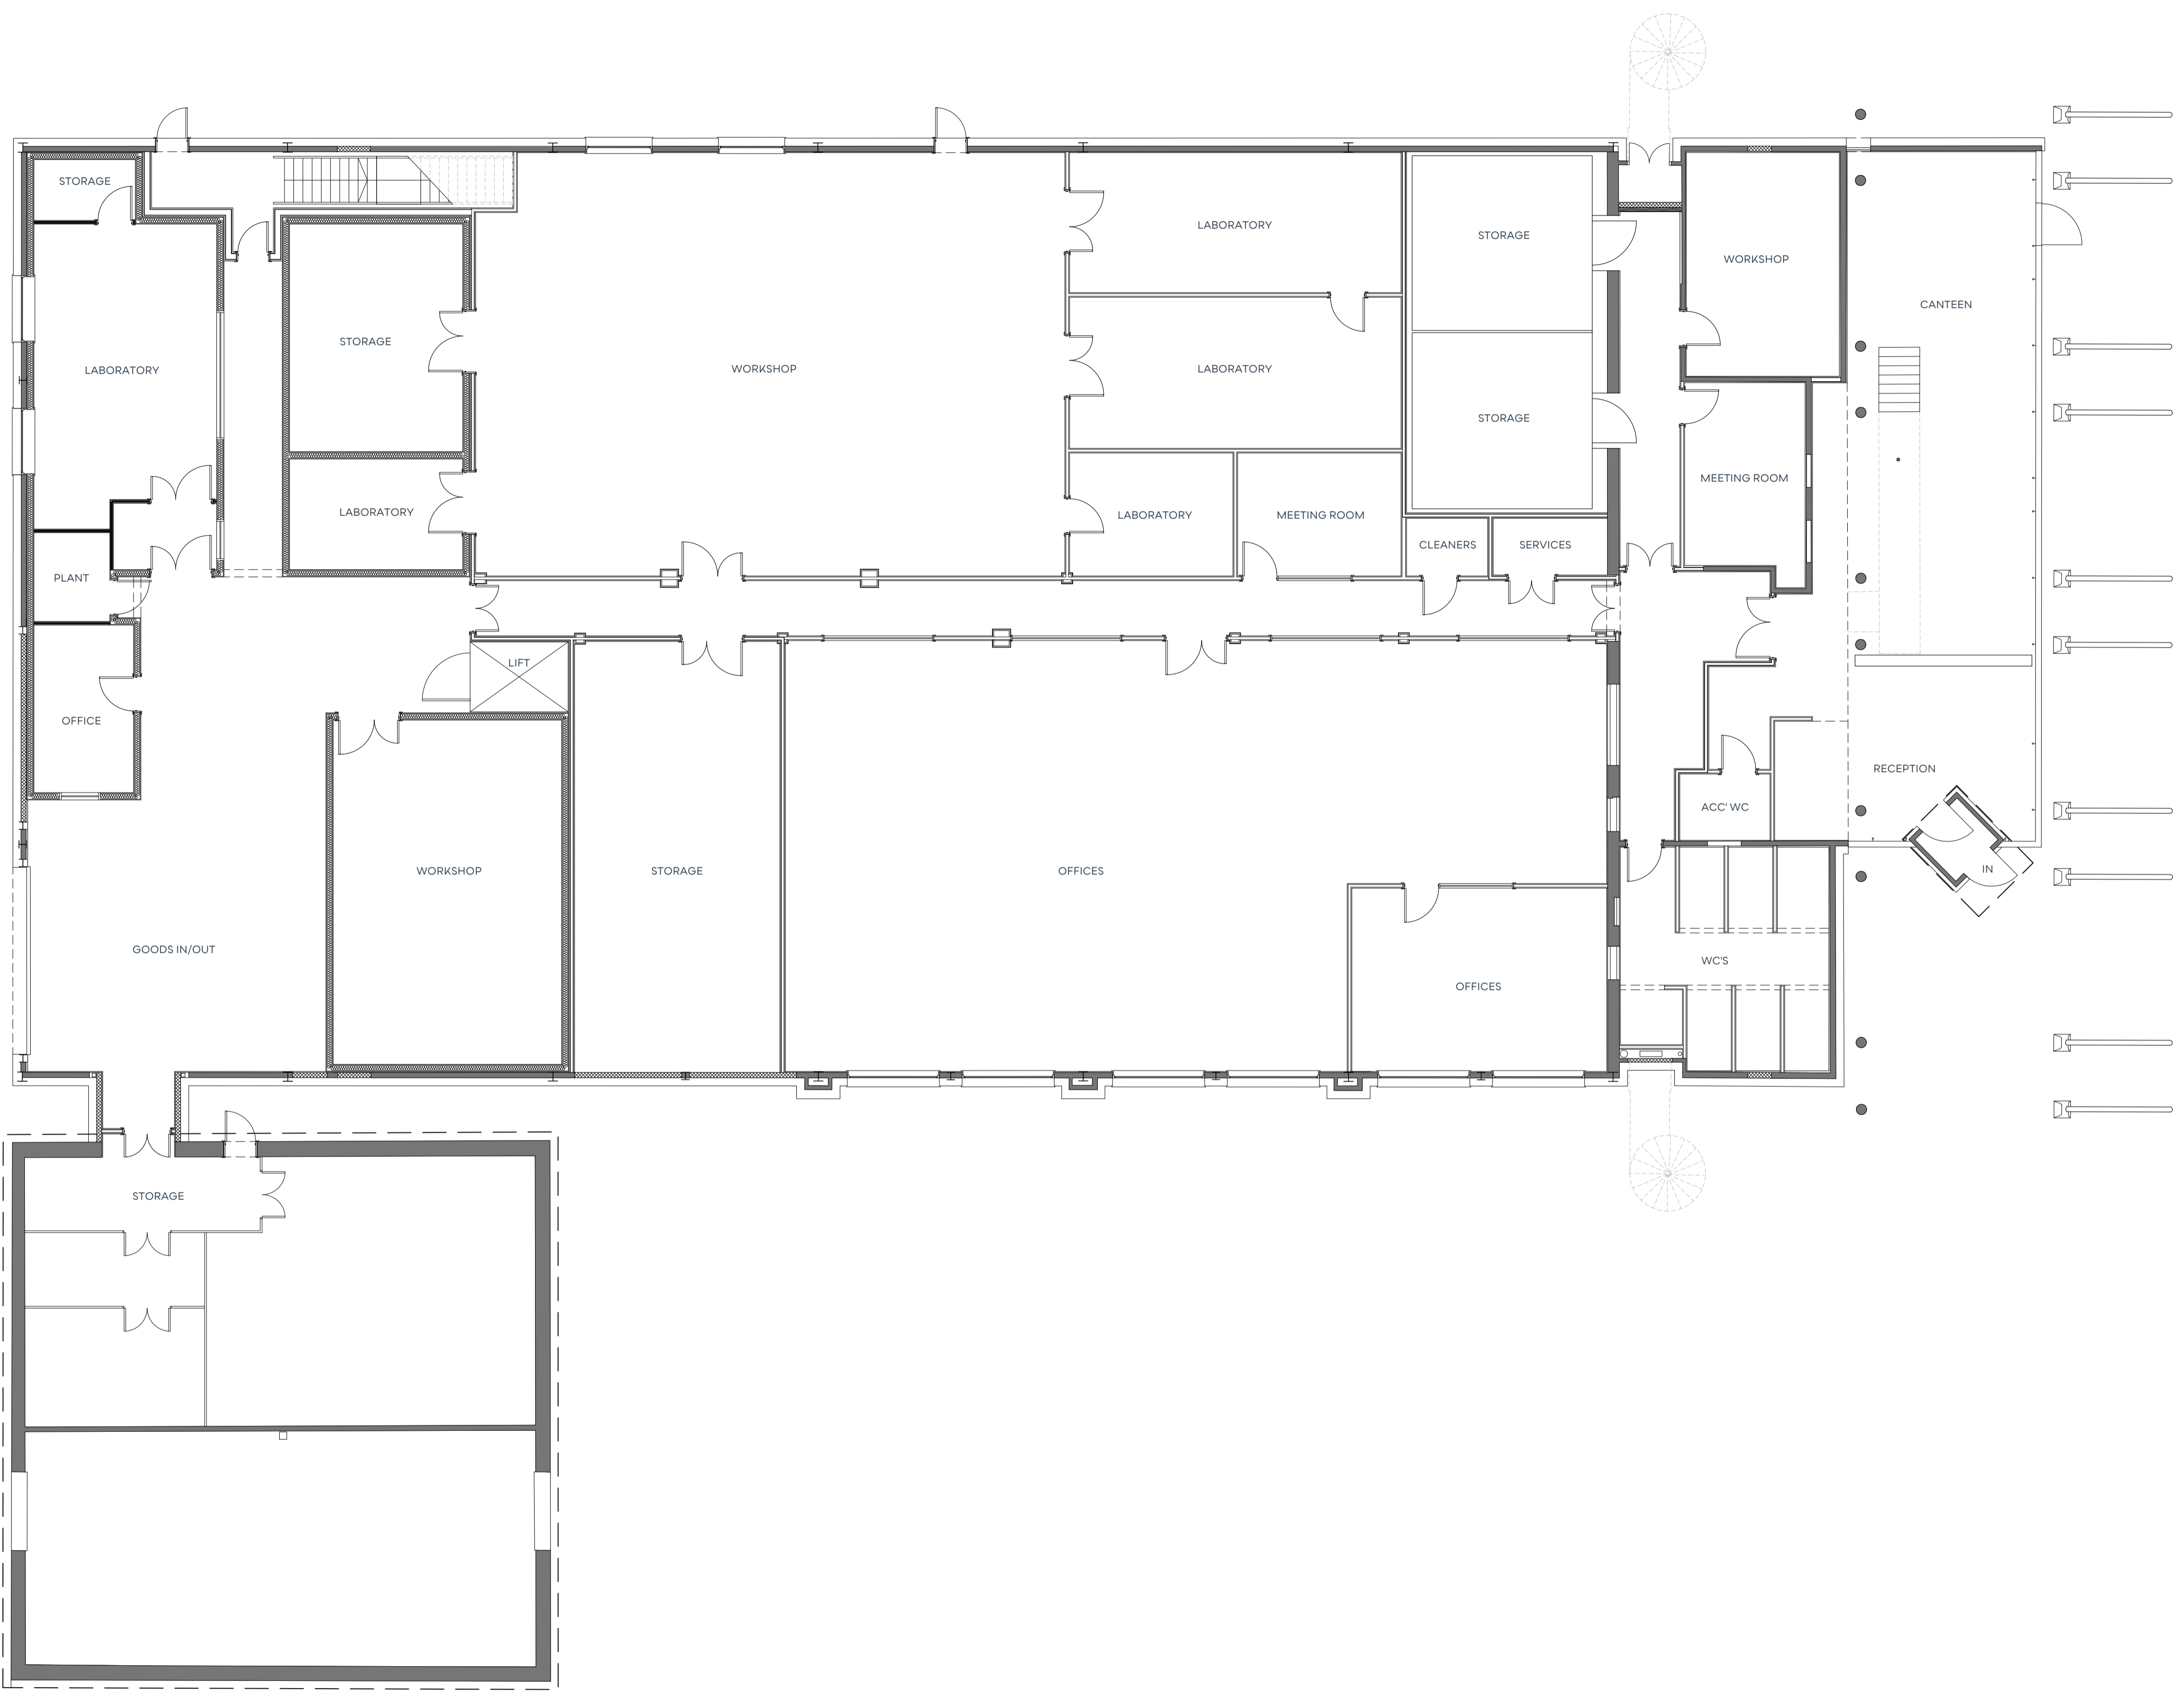 STORAGE
LABORATORY
STORAGE
WORKSHOP
CANTEEN
STORAGE
WORKSHOP
LABORATORY
LABORATORY
STORAGE
MEETING ROOM
LABORATORY
LABORATORY
MEETING ROOM
CLEANERS
SERVICES
PLANT
LIFT
OFFICE
RECEPTION
ACC' WC
WORKSHOP
STORAGE
OFFICES
IN
GOODS IN/OUT
WC'S
OFFICES
STORAGE